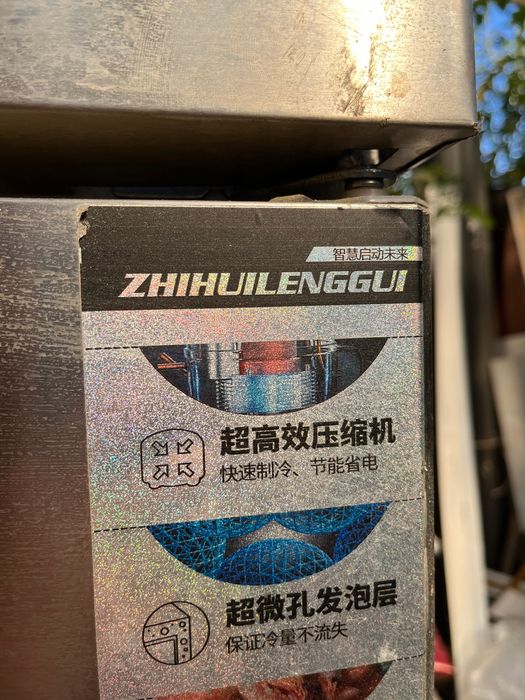 智慧启动未来
ZHIHUILENGGUI
超高效压缩机
快速制冷、节能省电
超微孔发泡层
保证冷量不流失